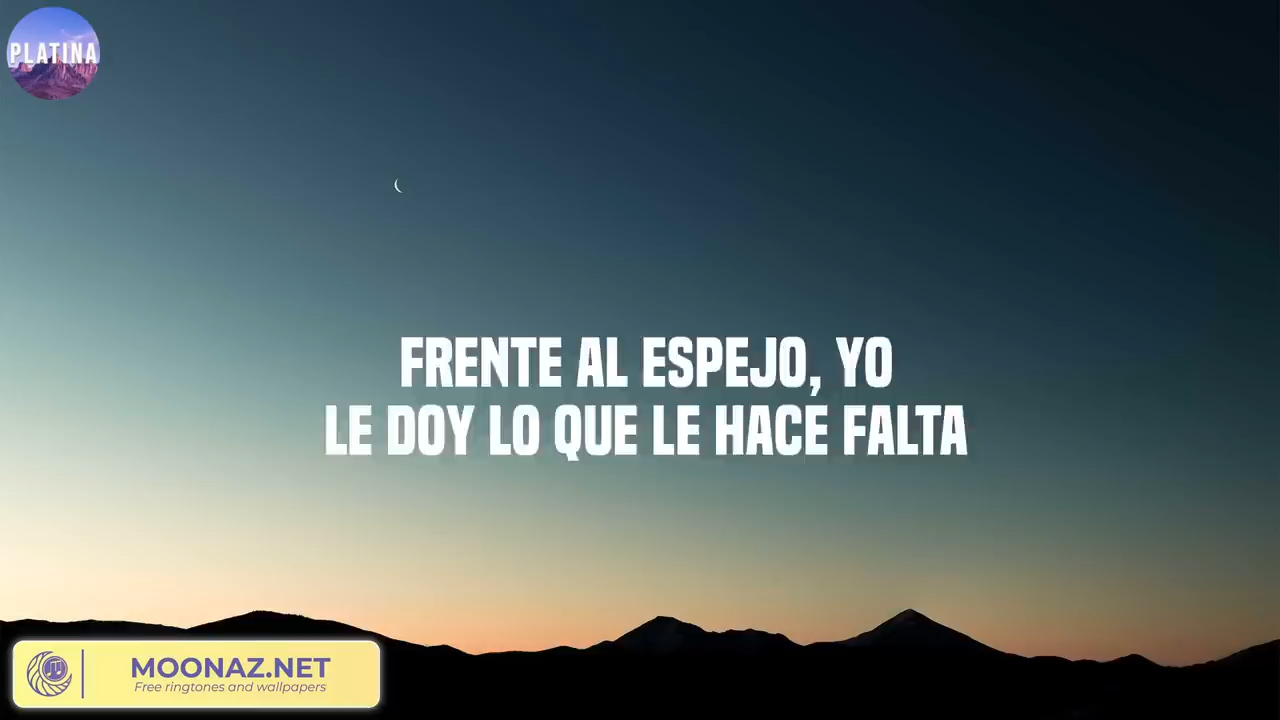 PLATINA
FRENTE AL ESPEJO, YO
LE DOY LO QUE LE HACE FALTA
MOONAZ.NET
Free ringtones and wallpapers